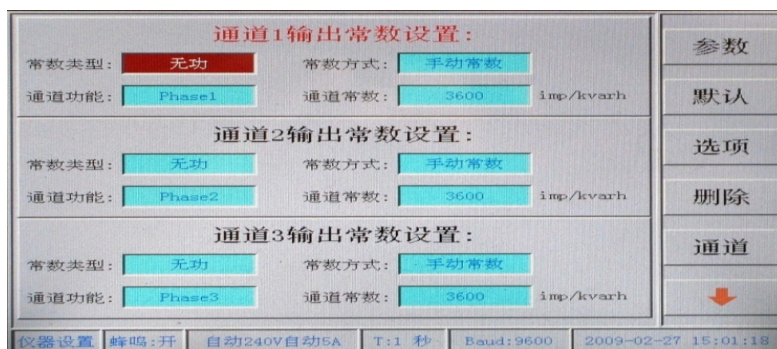 通道1输出常数设置:
常数类型: 无功 常数方式: 手动常数
通道功能: Phase1 通道常数: 3600 imp/kvarh
通道2输出常数设置:
常数类型: 无功 常数方式: 手动常数
通道功能: Phase2 通道常数: 3600 imp/kvarh
通道3输出常数设置:
常数类型: 无功 常数方式: 手动常数
通道功能: Phase3 通道常数: 3600 imp/kvarh
参数
默认
选项
删除
通道
仪器设置 蜂鸣:开 自动240V自动5A T:1 秒 Baud:9600 2009-02-27 15:01:18